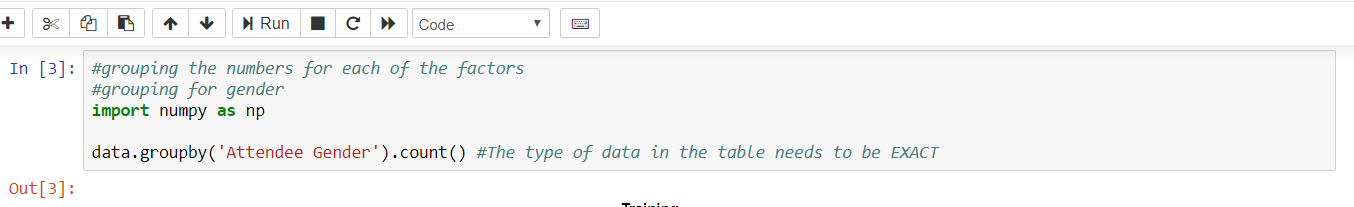 Run Code
In [3]: #grouping the numbers for each of the factors
#grouping for gender
import numpy as np
data.groupby('Attendee Gender').count() #The type of data in the table needs to be EXACT
Out[3]:
Training